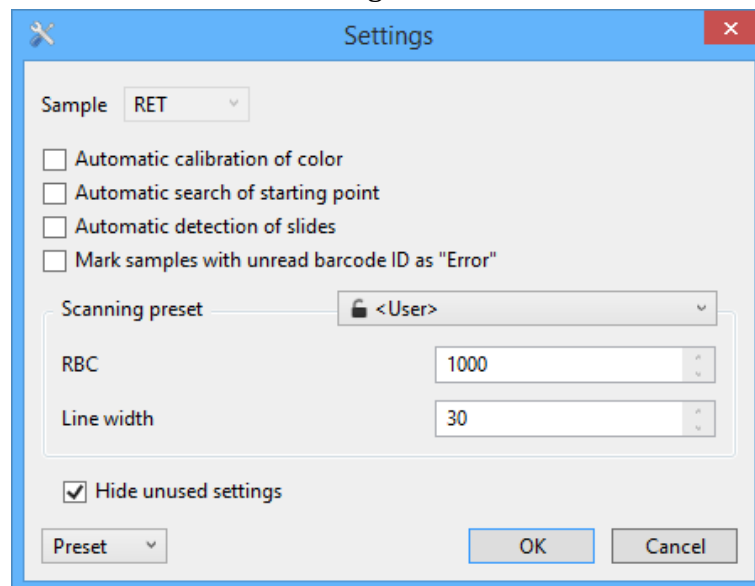 Settings
Sample RET
Automatic calibration of color
Automatic search of starting point
Automatic detection of slides
Mark samples with unread barcode ID as "Error"
Scanning preset <User>
RBC 1000
Line width 30
Hide unused settings
Preset OK Cancel